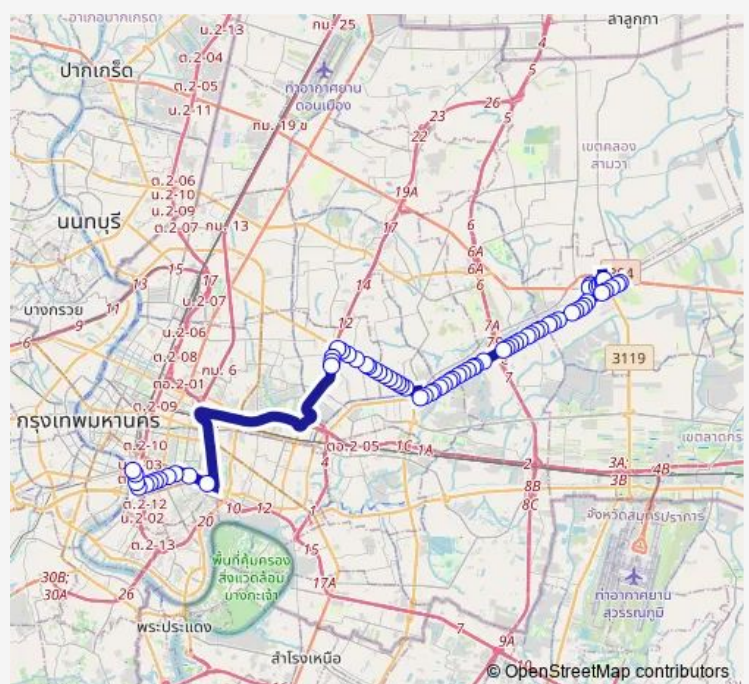 อำเภอปากเกร็ด
น.2-13
กม. 25
ลำลูกกา
ปากเกร็ด
ต.2-04
ต.2-05
น.2-11
ท่าอากาศยาน
ดอนเมือง
กม. 19 ข
4
5
26
23
22
5
เขตคลอง
สามวา
ต.2-06
น.2-10
น.2-09
ต.2-07
กม. 13
19A
17
6
นนทบุรี
15
17
13
14
6A
6A
6
บางกรวย
11
9
6
น.2-07
น.2-06
ต.2-08
กม. 6
ต.2-01
ต.2-09
12
7A
7
3119
กรุงเทพมหานคร
ต.2-10
ตอ.2-05
1C
1A
4
2
3A;
3B
4B
เขตลาดกร
ต.2-12
น.2-02
ต.2-13
20
10
12
1
15
8B
8C
จังหวัดสมุทรปราการ
พื้นที่คุ้มครอง
สิ่งแวดล้อม
บางกะเจ้า
30B;
30A
26
17A
7
9A
ท่าอากาศยาน
สุวรรณภูมิ
พระประแดง
สำโรงเหนือ
© OpenStreetMap contributors